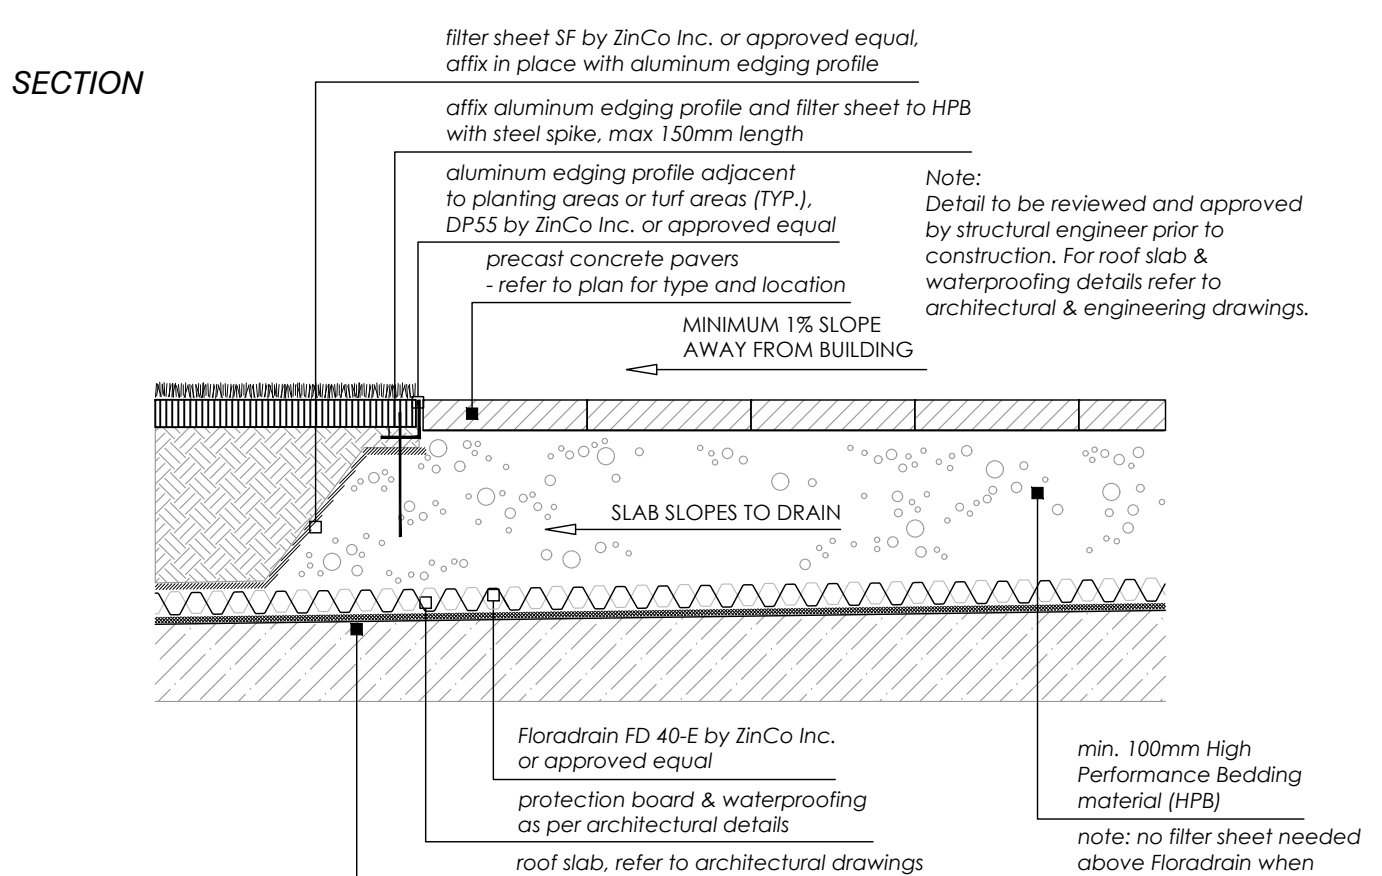 SECTION
filter sheet SF by ZinCo Inc. or approved equal,
affix in place with aluminum edging profile
affix aluminum edging profile and filter sheet to HPB
with steel spike, max 150mm length
aluminum edging profile adjacent
to planting areas or turf areas (TYP.),
DP55 by ZinCo Inc. or approved equal
precast concrete pavers
- refer to plan for type and location
Note:
Detail to be reviewed and approved
by structural engineer prior to
construction. For roof slab &
waterproofing details refer to
architectural & engineering drawings.
MINIMUM 1% SLOPE
AWAY FROM BUILDING
SLAB SLOPES TO DRAIN
Floradrain FD 40-E by ZinCo Inc.
or approved equal
protection board & waterproofing
as per architectural details
roof slab, refer to architectural drawings
min. 100mm High
Performance Bedding
material (HPB)
note: no filter sheet needed
above Floradrain when